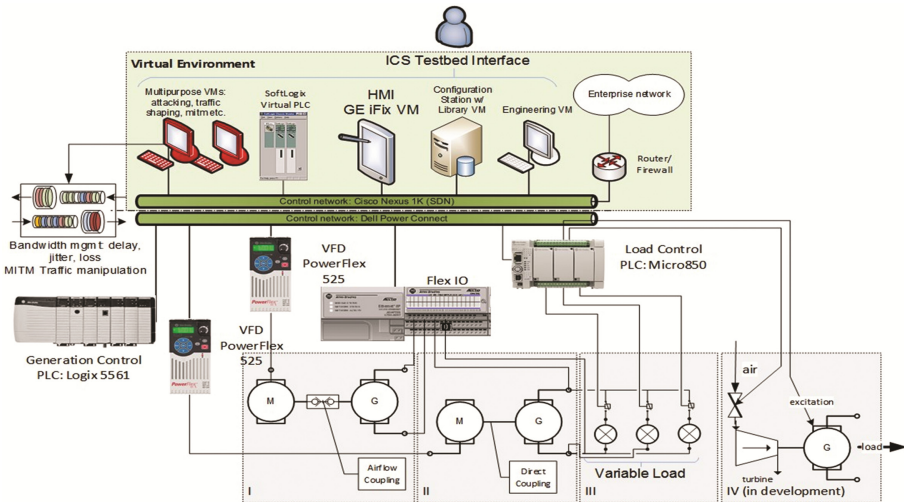 ICS Testbed Interface
Virtual Environment
Multipurpose VMs:
attacking, traffic
shaping, mitm etc.
SoftLogix
Virtual PLC
HMI
GE iFix VM
Configuration
Station w/
Library VM
Engineering VM
Enterprise network
Router/
Firewall
Control network: Cisco Nexus 1K (SDN)
Control network: Dell Power Connect
Bandwidth mgmt: delay,
jitter, loss
MITM Traffic manipulation
VFD
PowerFlex
525
Flex IO
Load Control
PLC: Micro850
PowerFlex
Generation Control
PLC: Logix 5561
PowerFlex
VFD
PowerFlex
525
M
G
Airflow
Coupling
I
M
G
Direct
Coupling
II
Variable Load
III
air
excitation
G
load
turbine
IV (in development)